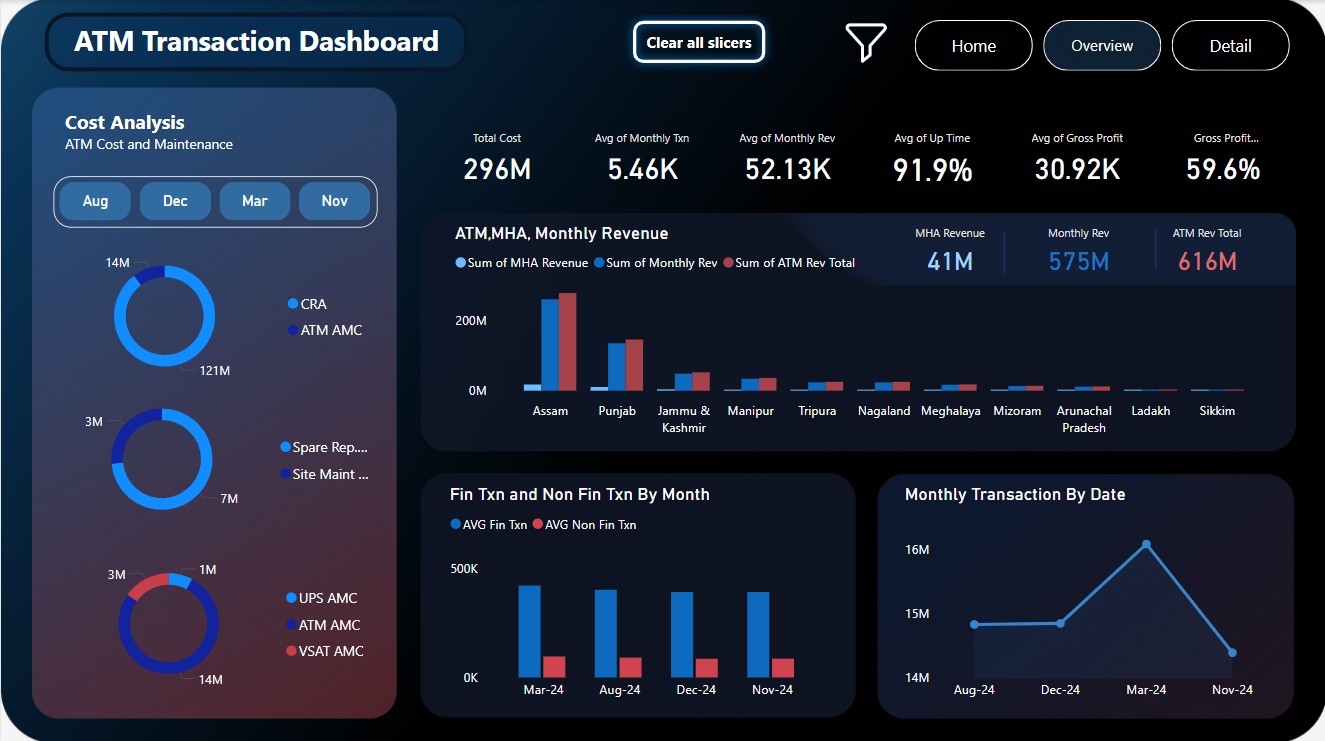 ATM Transaction Dashboard
Clear all slicers
Home
Overview
Detail
Cost Analysis
ATM Cost and Maintenance
Aug
Dec
Mar
Nov
14M
121M
CRA
ATM AMC
3M
7M
Spare Rep....
Site Maint ...
3M
1M
14M
UPS AMC
ATM AMC
VSAT AMC
Total Cost
296M
Avg of Monthly Txn
5.46K
Avg of Monthly Rev
52.13K
Avg of Up Time
91.9%
Avg of Gross Profit
30.92K
Gross Profit...
59.6%
ATM,MHA, Monthly Revenue
Sum of MHA Revenue
Sum of Monthly Rev
Sum of ATM Rev Total
MHA Revenue
41M
Monthly Rev
575M
ATM Rev Total
616M
200M
0M
Assam
Punjab
Jammu &
Kashmir
Manipur
Tripura
Nagaland
Meghalaya
Mizoram
Arunachal
Pradesh
Ladakh
Sikkim
Fin Txn and Non Fin Txn By Month
AVG Fin Txn
AVG Non Fin Txn
500K
0K
Mar-24
Aug-24
Dec-24
Nov-24
Monthly Transaction By Date
16M
15M
14M
Aug-24
Dec-24
Mar-24
Nov-24